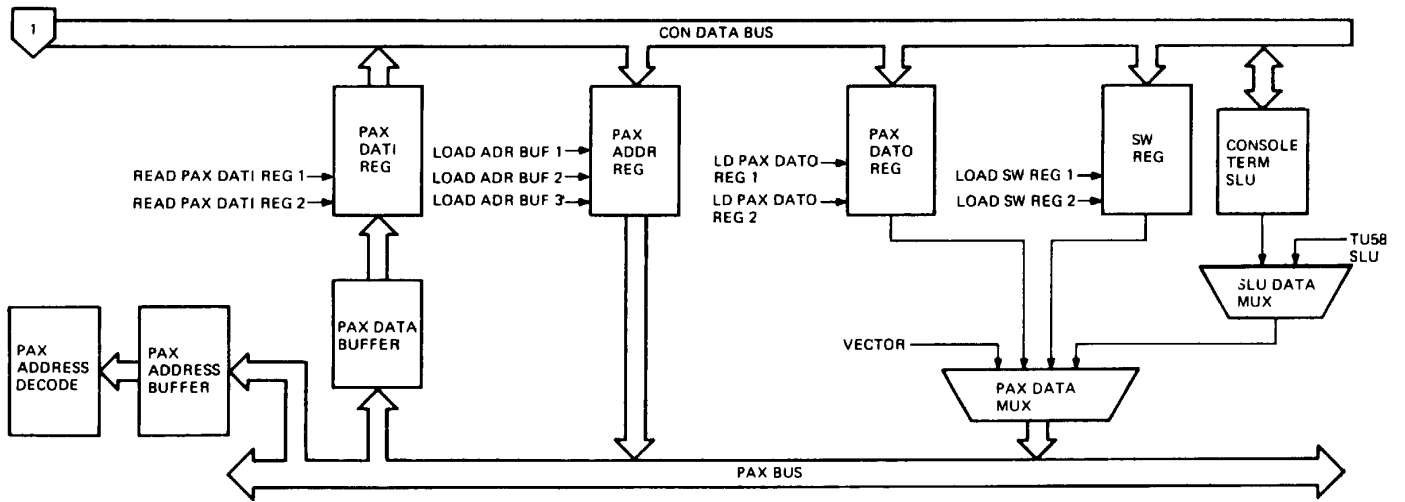 1
CON DATA BUS
PAX
DATI
REG
READ PAX DATI REG 1
READ PAX DATI REG 2
PAX
ADDR
REG
LOAD ADR BUF 1
LOAD ADR BUF 2
LOAD ADR BUF 3
PAX
DATO
REG
LD PAX DATO
REG 1
LD PAX DATO
REG 2
SW
REG
LOAD SW REG 1
LOAD SW REG 2
CONSOLE
TERM
SLU
TU58
SLU
SLU DATA
MUX
PAX DATA
BUFFER
PAX
ADDRESS
DECODE
PAX
ADDRESS
BUFFER
VECTOR
PAX DATA
MUX
PAX BUS